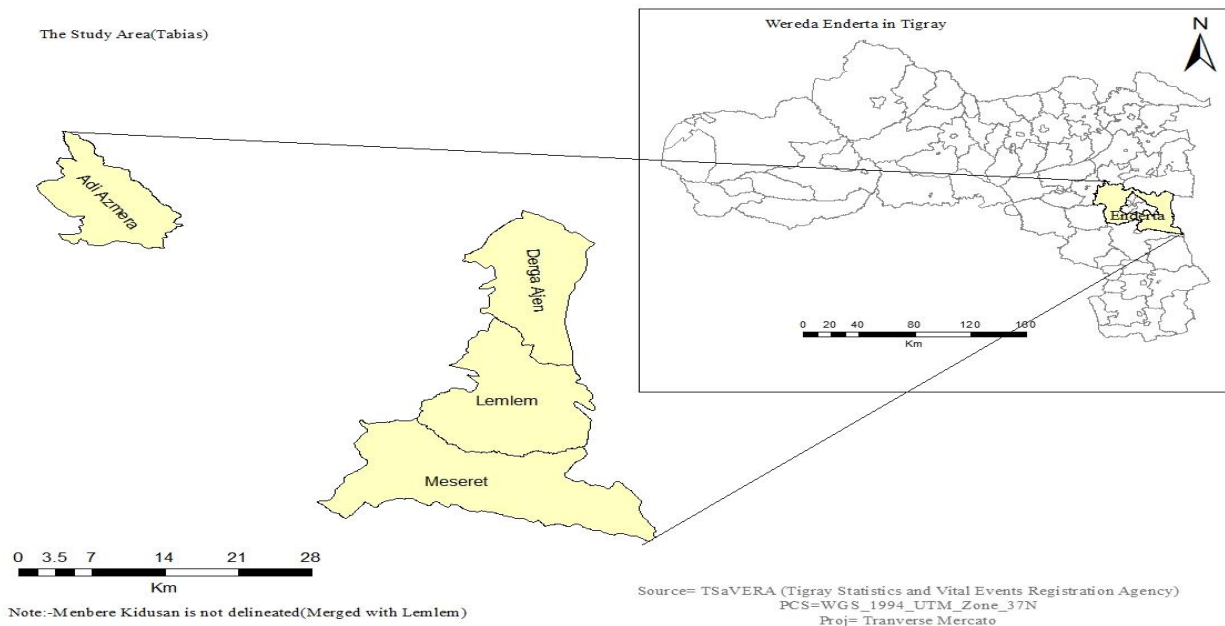 The Study Area(Tabias)
Wereda Enderta in Tigray
N
Adi Azmera
Enderta
Derga Ajen
0 10 20 40 80 120 160
Km
Lemlem
Meseret
0 3.5 7 14 21 28
Km
Note:-Menbere Kidusan is not delineated(Merged with Lemlem)
Source= TSaVERA (Tigray Statistics and Vital Events Registration Agency)
PCS=WGS_1994_UTM_Zone_37N
Proj= Tranverse Mercato